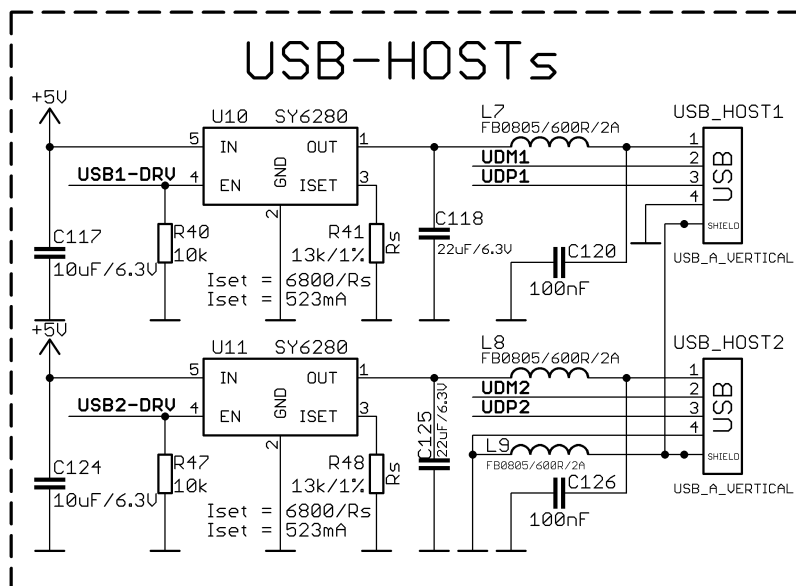 USB-HOSTs
+5V
U10 SY6280
5 IN OUT 1
USB1-DRV 4 EN GND ISET 3
2
C117
10uF/6.3V
R40
10k
R41
13k/1%
Rs
Iset = 6800/Rs
Iset = 523mA
C118
22uF/6.3V
L7
FB0805/600R/2A
UDM1
UDP1
C120
100nF
USB_HOST1
1
2
3
4
USB
SHIELD
USB_A_VERTICAL
+5V
U11 SY6280
5 IN OUT 1
USB2-DRV 4 EN GND ISET 3
2
C124
10uF/6.3V
R47
10k
R48
13k/1%
Rs
Iset = 6800/Rs
Iset = 523mA
C125
22uF/6.3V
L8
FB0805/600R/2A
UDM2
UDP2
L9
FB0805/600R/2A
C126
100nF
USB_HOST2
1
2
3
4
USB
SHIELD
USB_A_VERTICAL